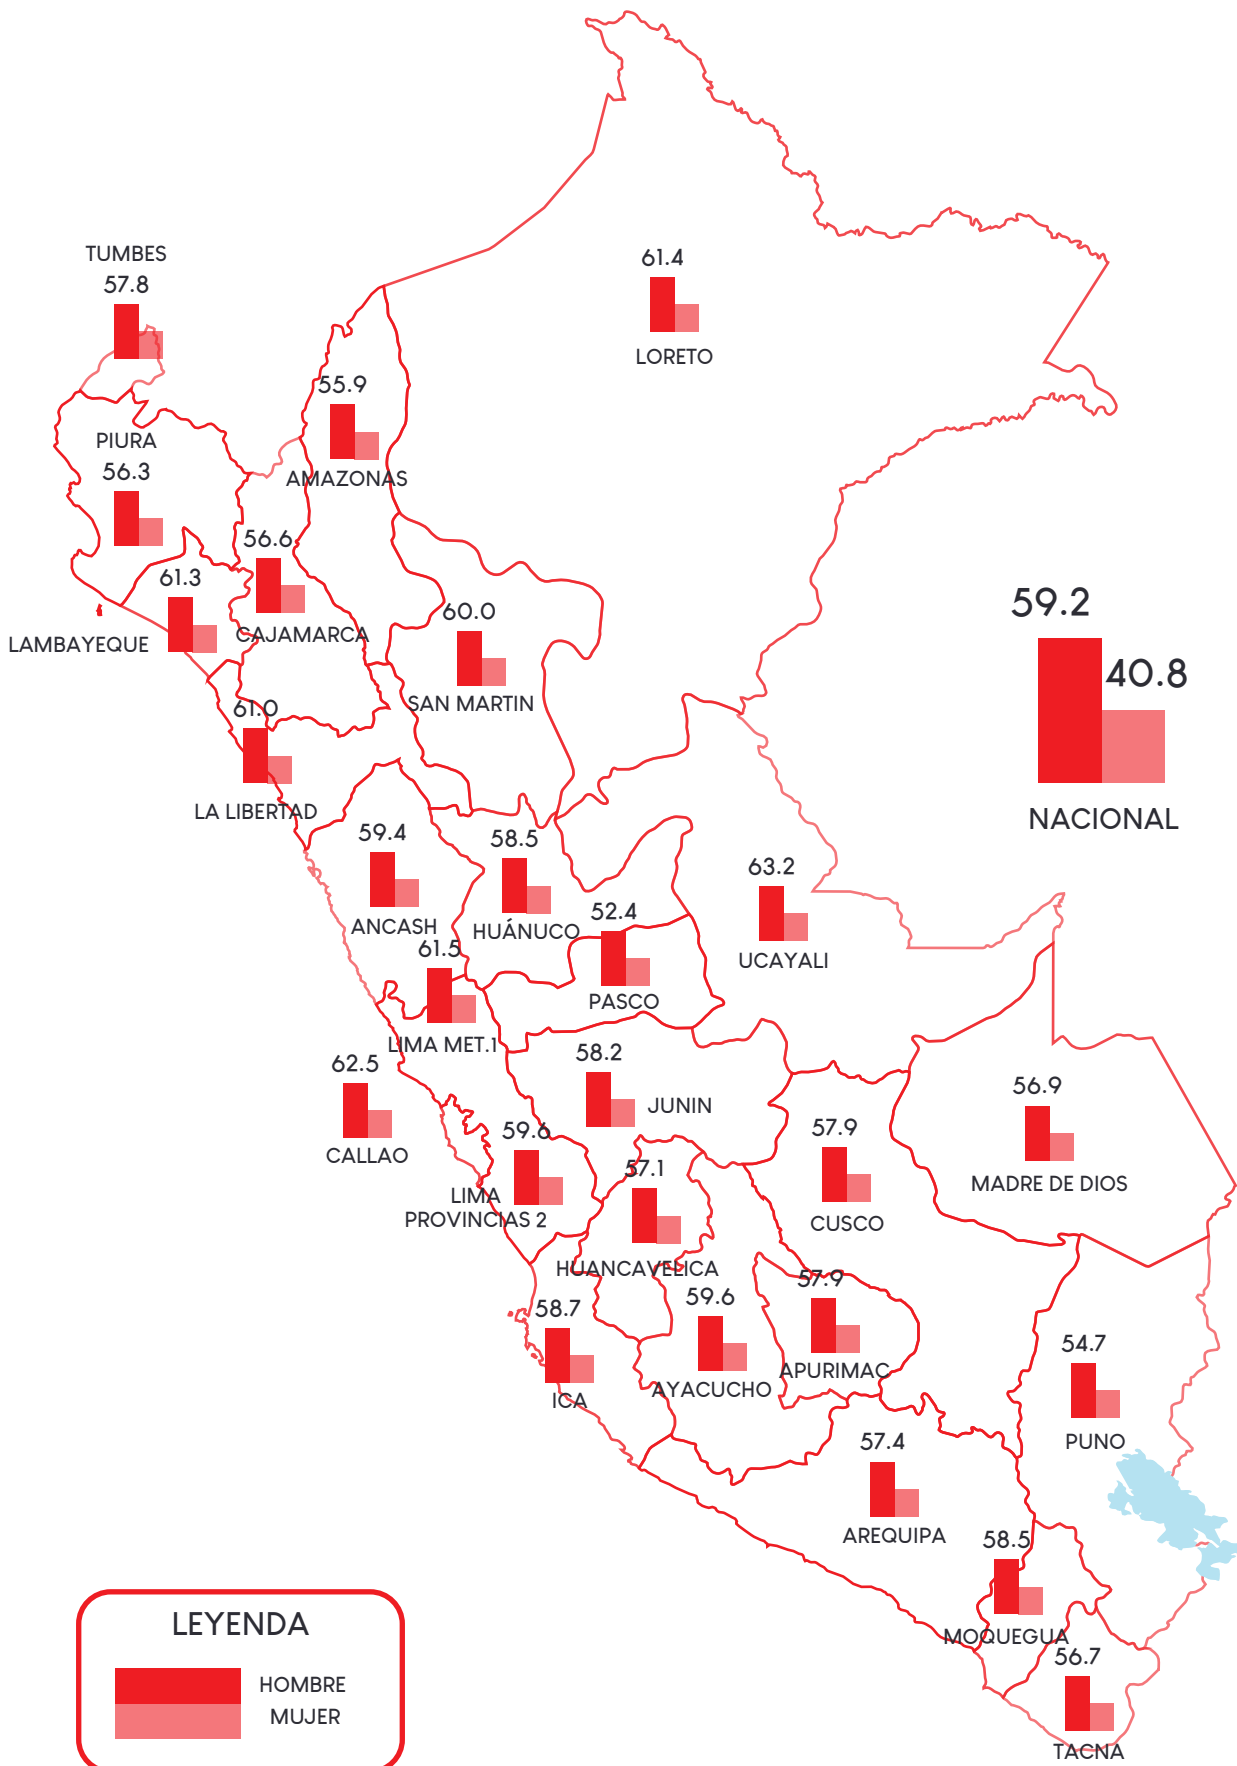 TUMBES
57.8
61.4
LORETO
55.9
AMAZONAS
PIURA
56.3
56.6
CAJAMARCA
61.3
LAMBAYEQUE
60.0
SAN MARTIN
59.2
40.8
NACIONAL
61.0
LA LIBERTAD
59.4
ANCASH
58.5
HUÁNUCO
52.4
PASCO
63.2
UCAYALI
61.5
LIMA MET.1
62.5
CALLAO
58.2
JUNIN
56.9
MADRE DE DIOS
59.6
LIMA
PROVINCIAS 2
57.1
HUANCAVELICA
57.9
CUSCO
58.7
ICA
59.6
AYACUCHO
57.9
APURIMAC
54.7
PUNO
57.4
AREQUIPA
58.5
MOQUEGUA
56.7
TACNA
LEYENDA
HOMBRE
MUJER